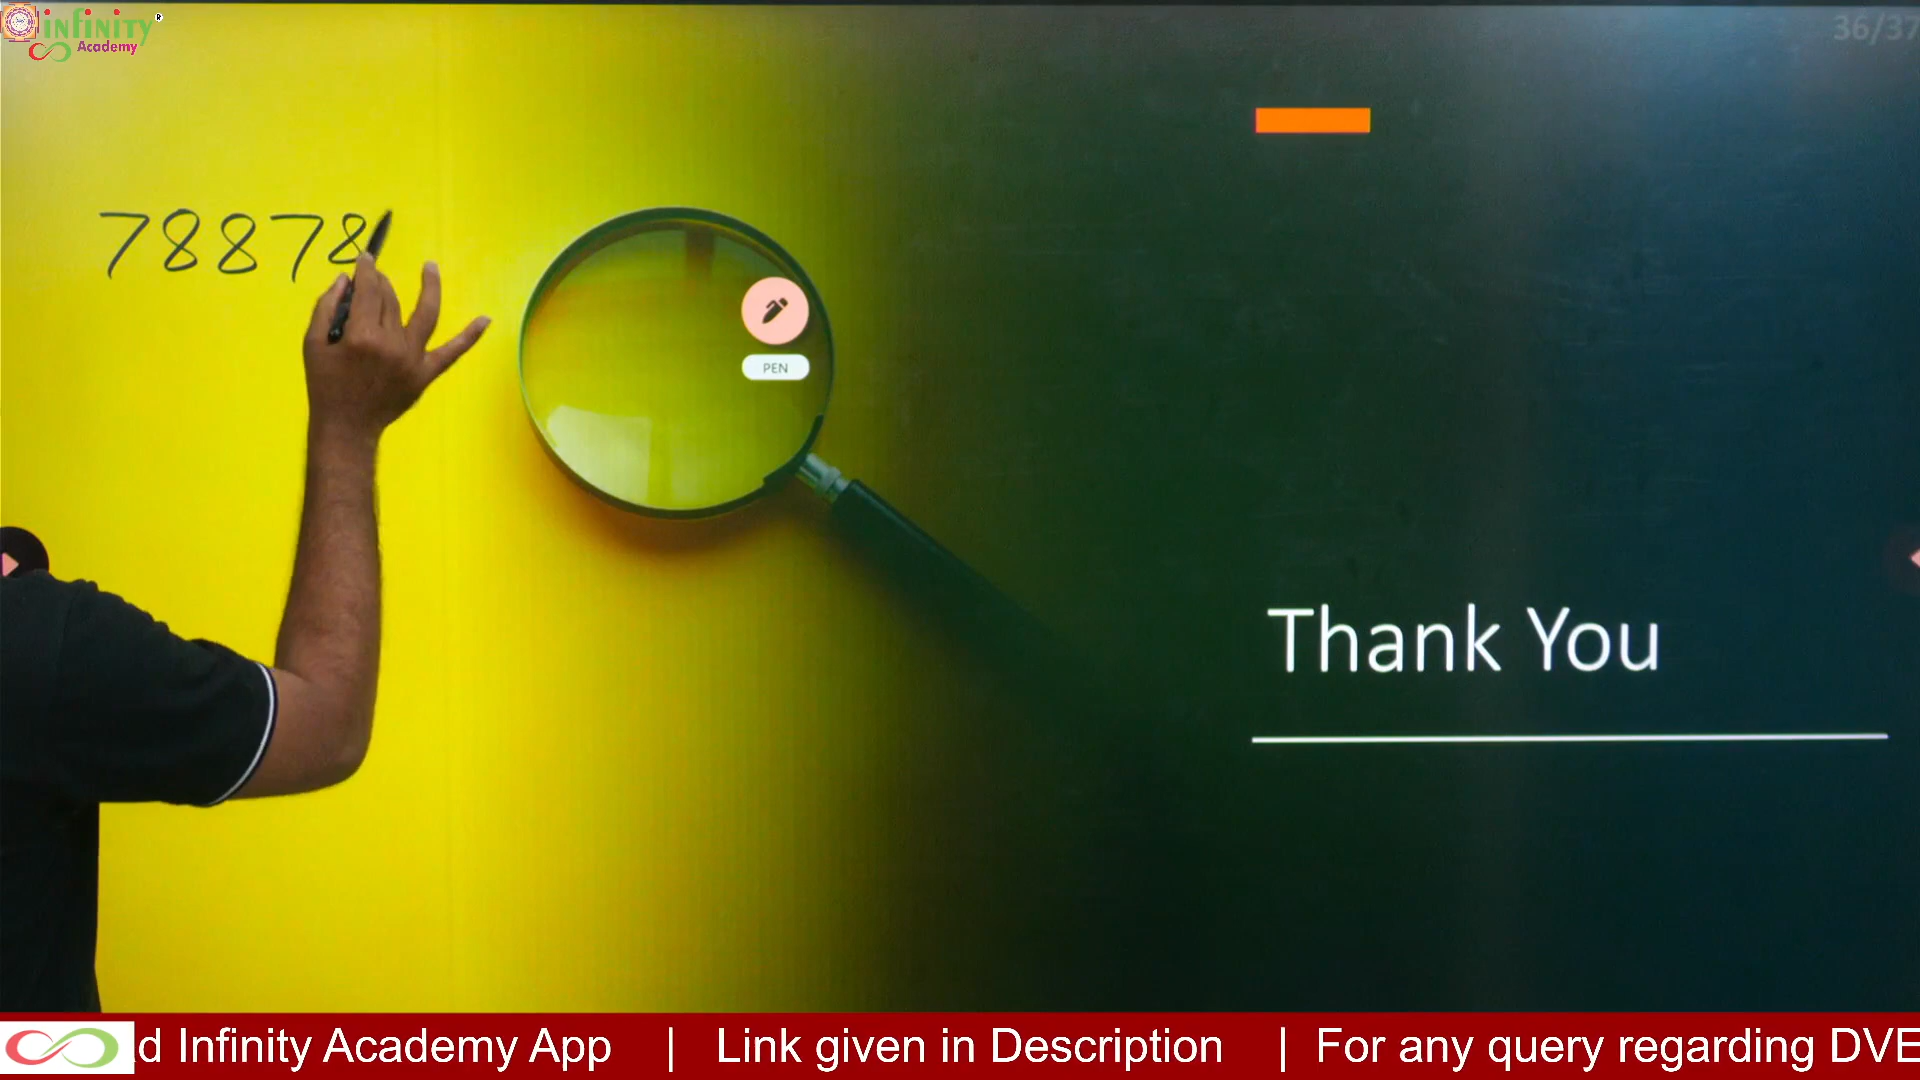 infinity®
Academy
36/37
78878
PEN
Thank You
d Infinity Academy App | Link given in Description | For any query regarding DVE